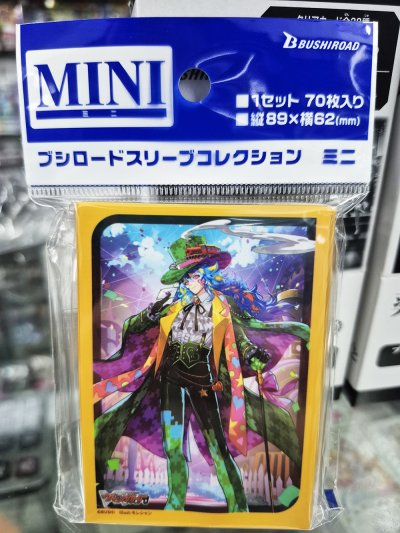 BUSHIROAD
MINI
ミニ
■1セット 70枚入り
■縦89×横62(mm)
ブシロードスリーブコレクション ミニ